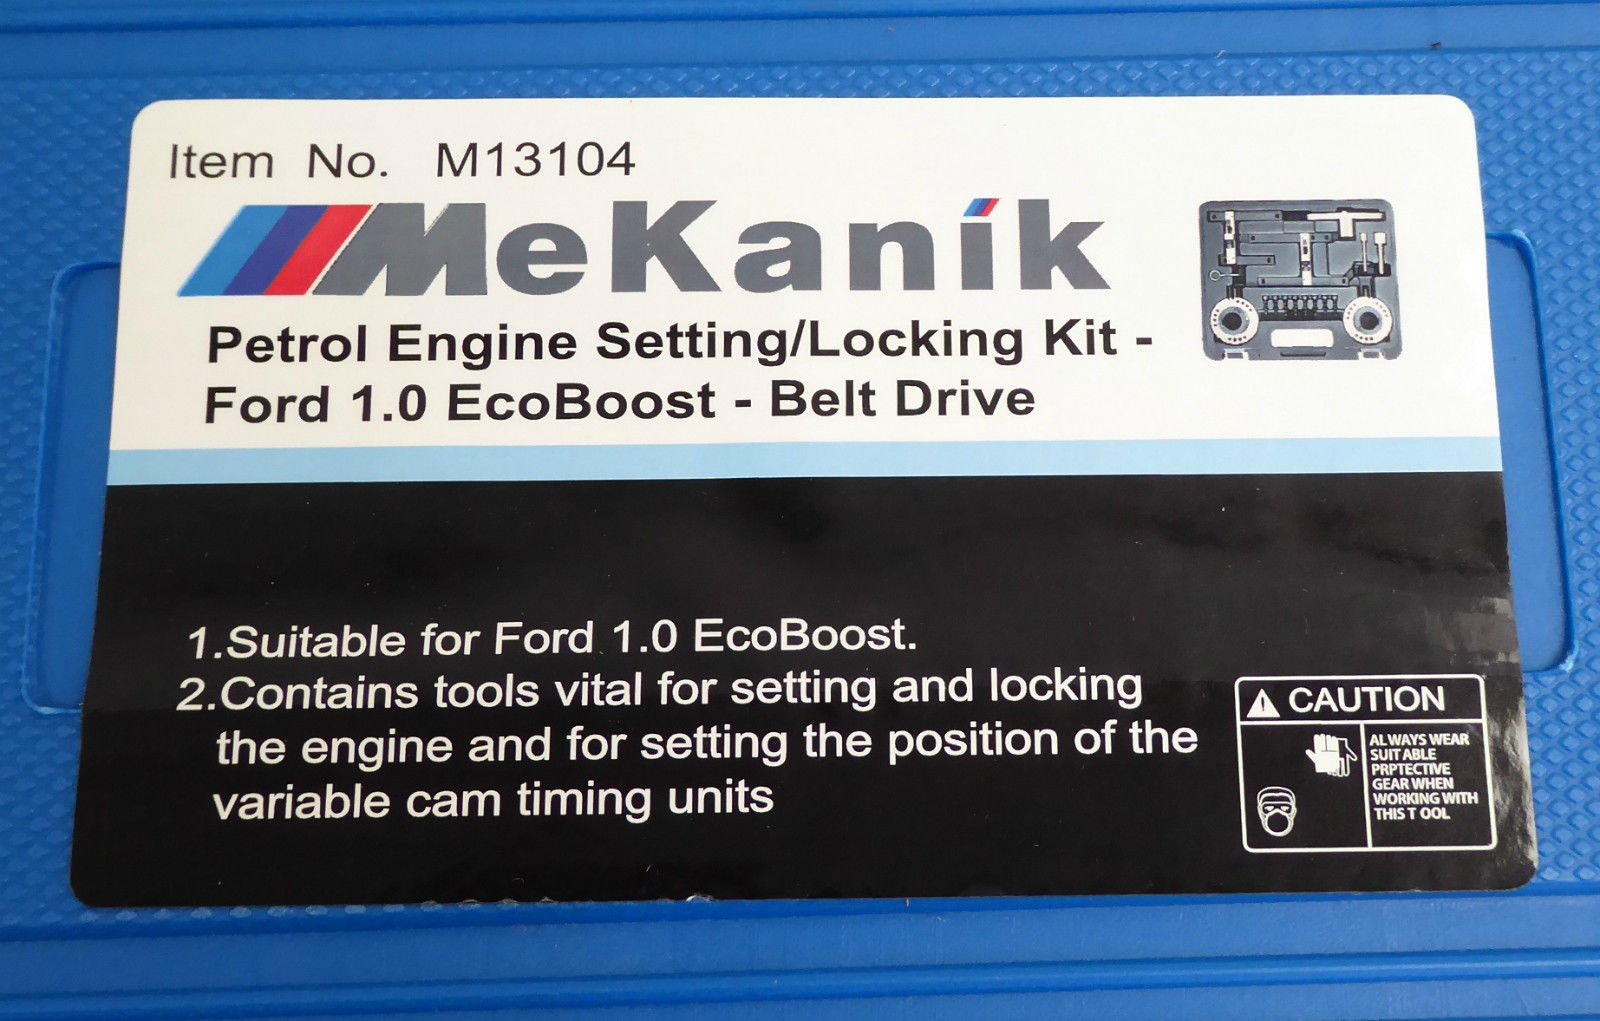 Item No. M13104
MeKanik
Petrol Engine Setting/Locking Kit -
Ford 1.0 EcoBoost - Belt Drive
1.Suitable for Ford 1.0 EcoBoost.
2.Contains tools vital for setting and locking
the engine and for setting the position of the
variable cam timing units
CAUTION
ALWAYS WEAR
SUITABLE
PRPTECTIVE
GEAR WHEN
WORKING WITH
THIS T OOL